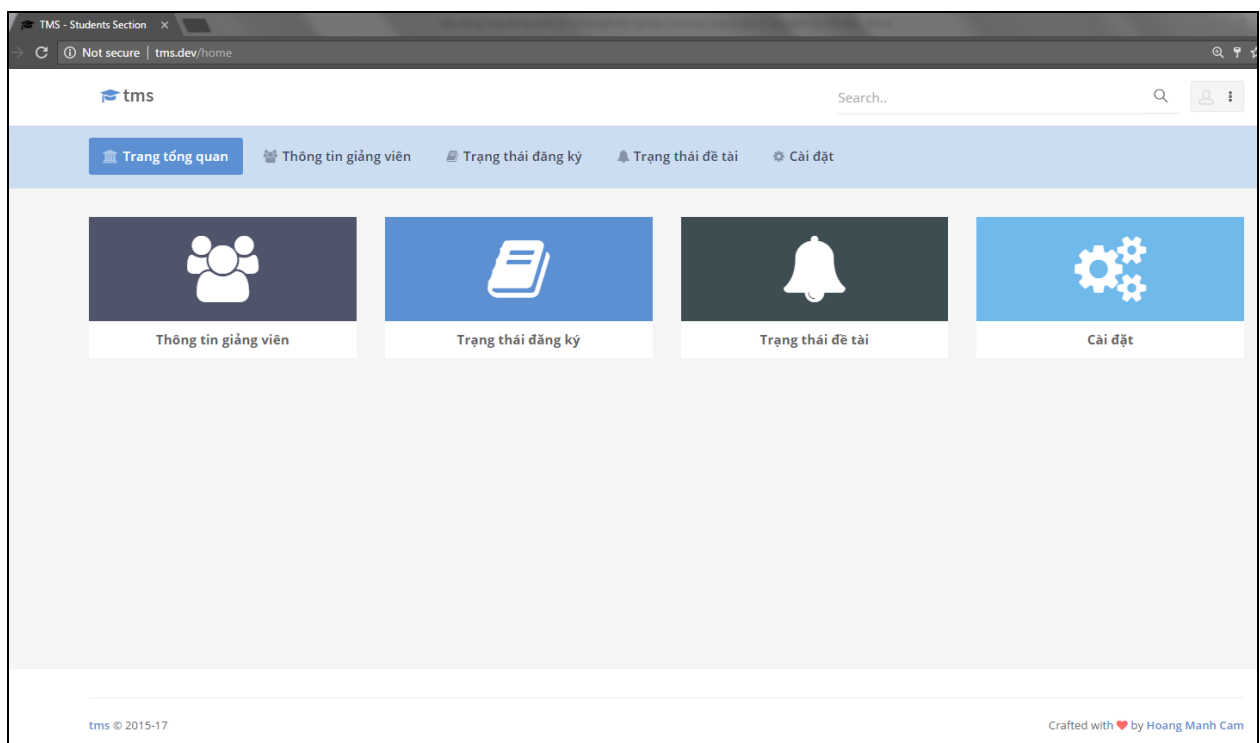 TMS - Students Section
Not secure | tms.dev/home
tms
Search..
Trang tổng quan Thông tin giảng viên Trạng thái đăng ký Trạng thái đề tài Cài đặt
Thông tin giảng viên Trạng thái đăng ký Trạng thái đề tài Cài đặt
tms © 2015-17
Crafted with ❤ by Hoang Manh Cam